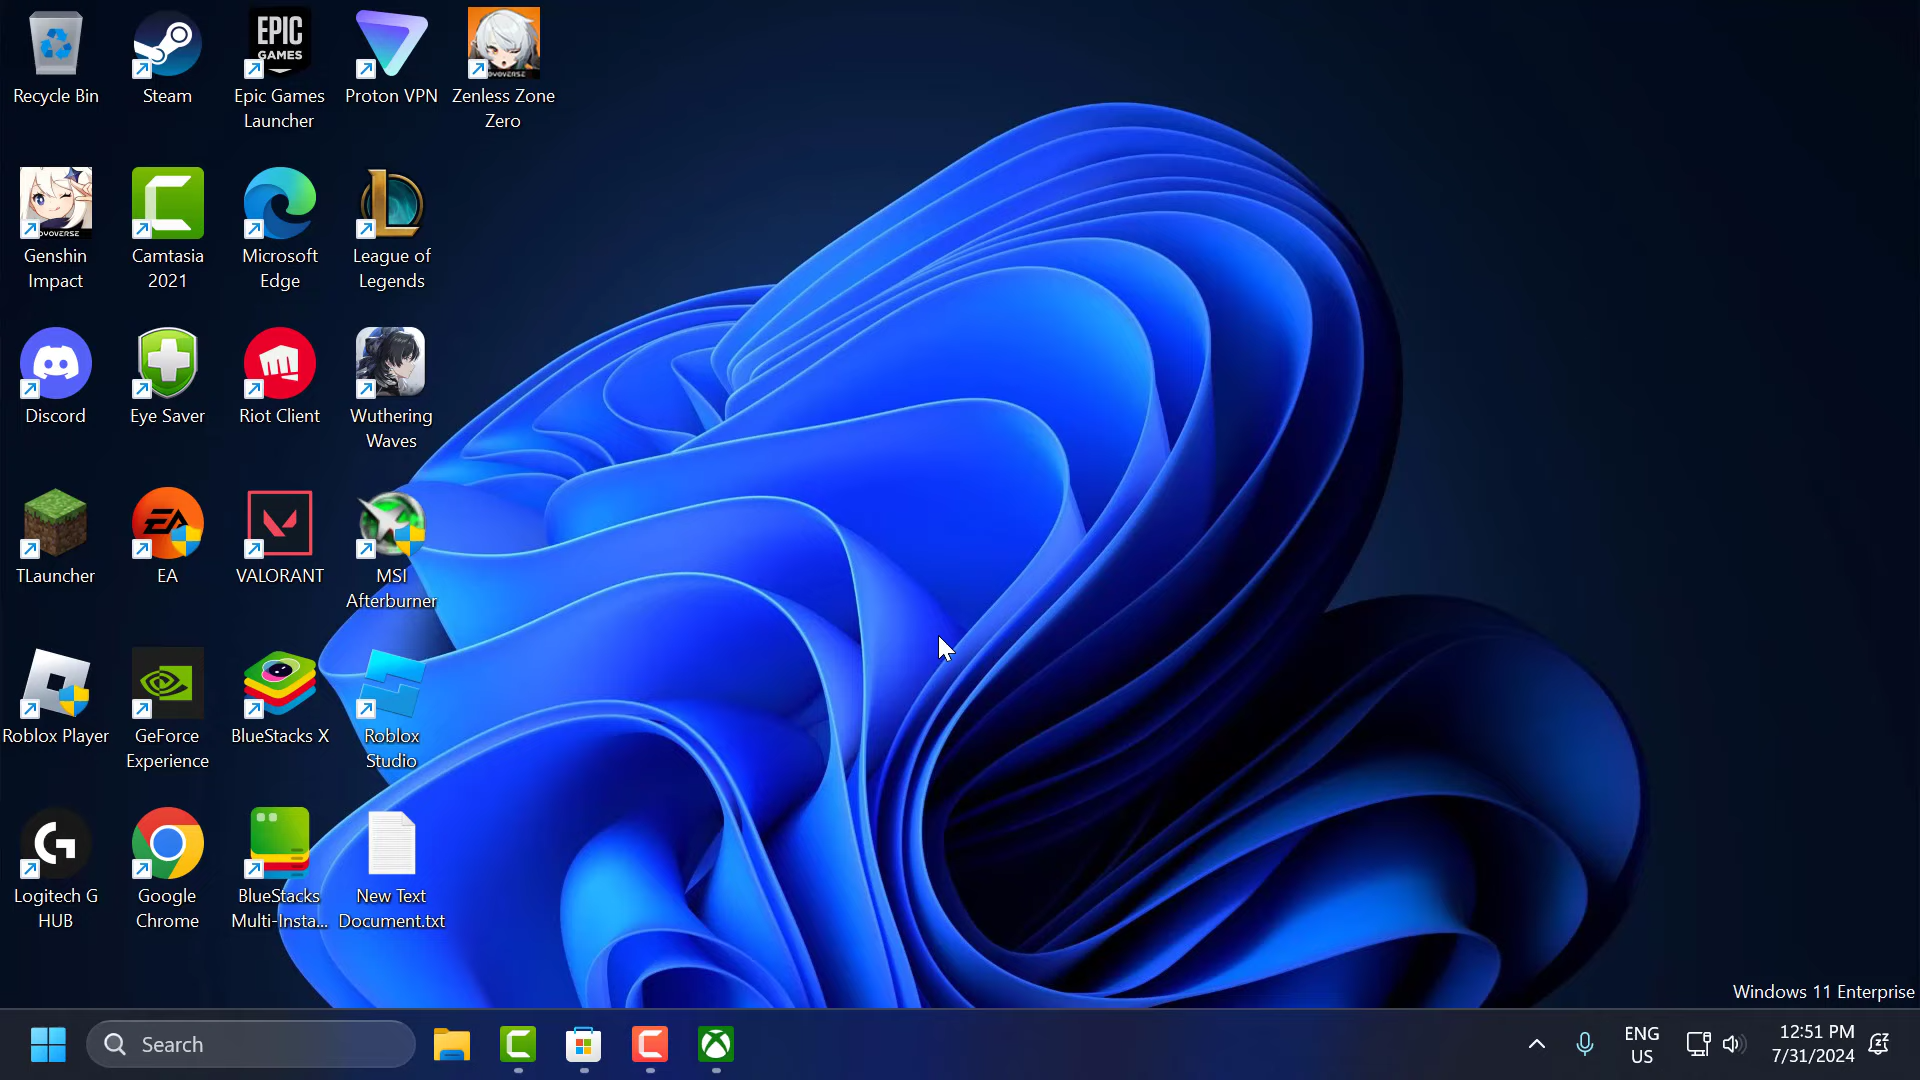 Recycle Bin
Steam
EPIC
GAMES
Epic Games
Launcher
Proton VPN
Zenless Zone
Zero
Genshin
Impact
Camtasia
2021
Microsoft
Edge
League of
Legends
Discord
Eye Saver
Riot Client
Wuthering
Waves
TLauncher
EA
EA
VALORANT
MSI
Afterburner
Roblox Player
GeForce
Experience
BlueStacks X
Roblox
Studio
Logitech G
HUB
Google
Chrome
BlueStacks
Multi-Insta...
New Text
Document.txt
Windows 11 Enterprise
Search
ENG
US
12:51 PM
7/31/2024